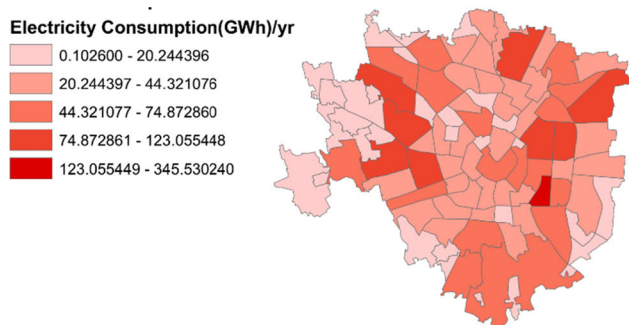 Electricity Consumption(GWh)/yr
0.102600 - 20.244396
20.244397 - 44.321076
44.321077 - 74.872860
74.872861 - 123.055448
123.055449 - 345.530240